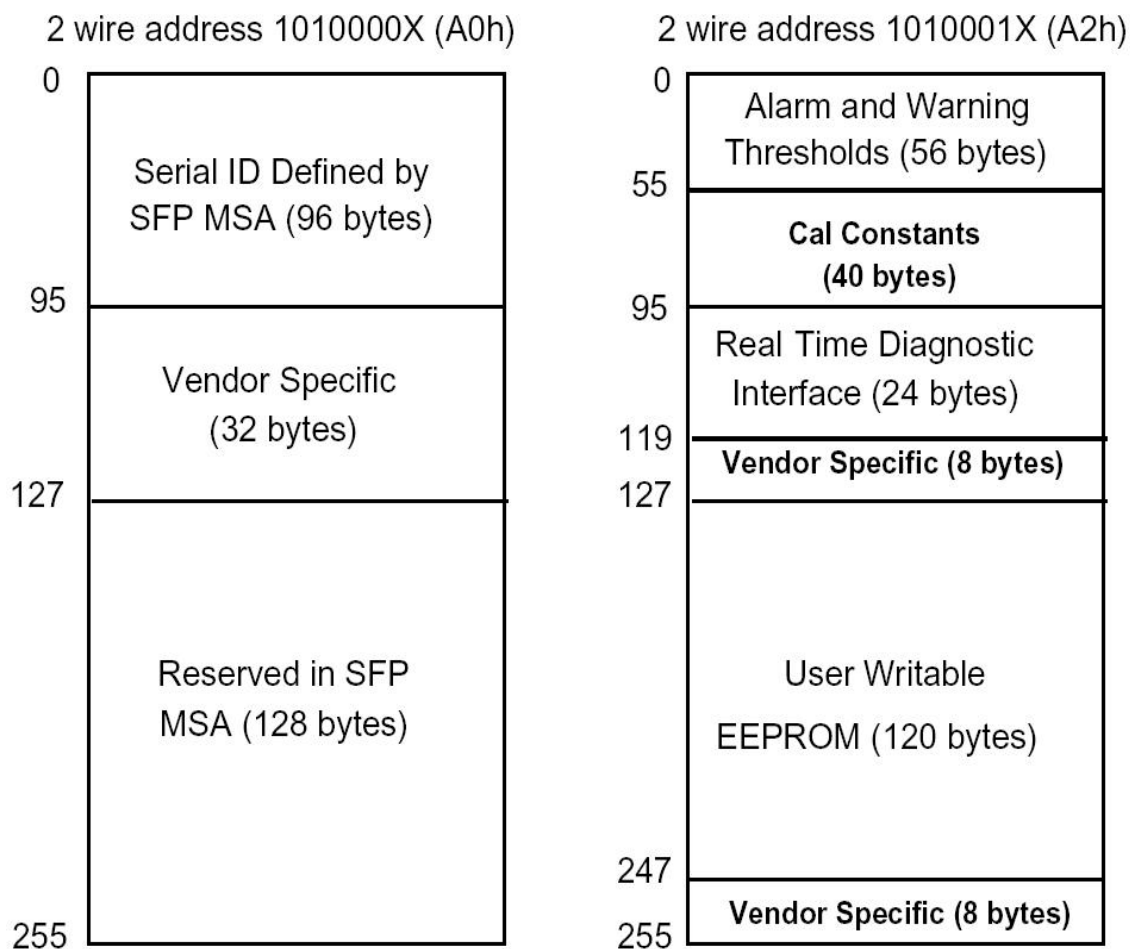 2 wire address 1010000X (A0h)
0
Serial ID Defined by
SFP MSA (96 bytes)
95
Vendor Specific
(32 bytes)
127
Reserved in SFP
MSA (128 bytes)
255
2 wire address 1010001X (A2h)
0
Alarm and Warning
Thresholds (56 bytes)
55
Cal Constants
(40 bytes)
95
Real Time Diagnostic
Interface (24 bytes)
119
Vendor Specific (8 bytes)
127
User Writable
EEPROM (120 bytes)
247
Vendor Specific (8 bytes)
255